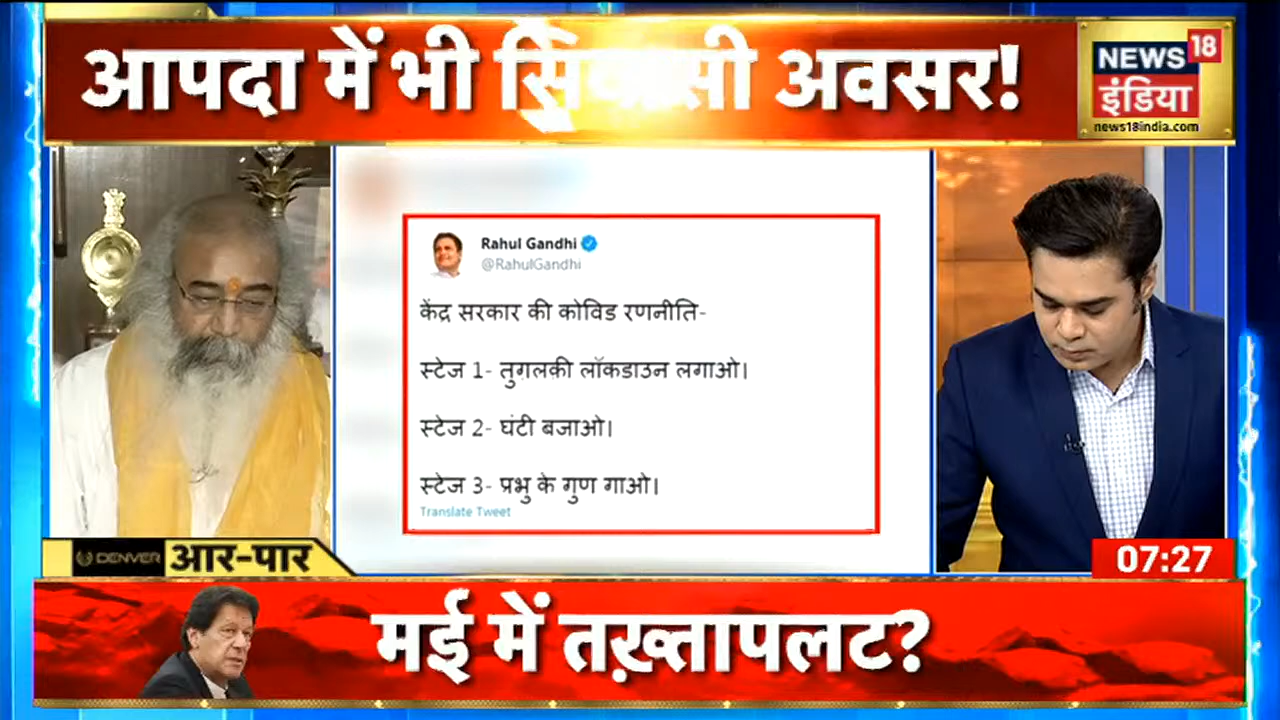 आपदा में भी सियासी अवसर!
NEWS 18
इंडिया
news18india.com
Rahul Gandhi
@RahulGandhi
केंद्र सरकार की कोविड रणनीति-
स्टेज 1- तुग़लक़ी लॉकडाउन लगाओ।
स्टेज 2- घंटी बजाओ।
स्टेज 3- प्रभु के गुण गाओ।
Translate Tweet
DENVER आर-पार
07:27
मई में तख़्तापलट?